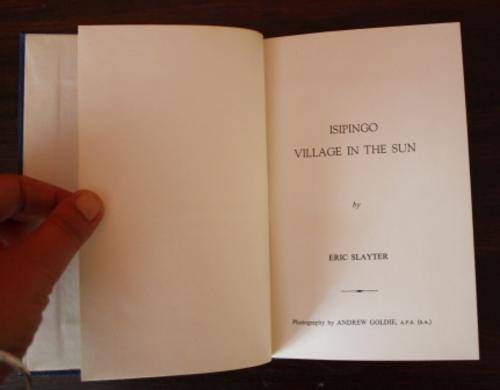 ISIPINGO
VILLAGE IN THE SUN
by
ERIC SLAYTER
Photography by ANDREW GOLDIE, A.P.S. (S.A.)